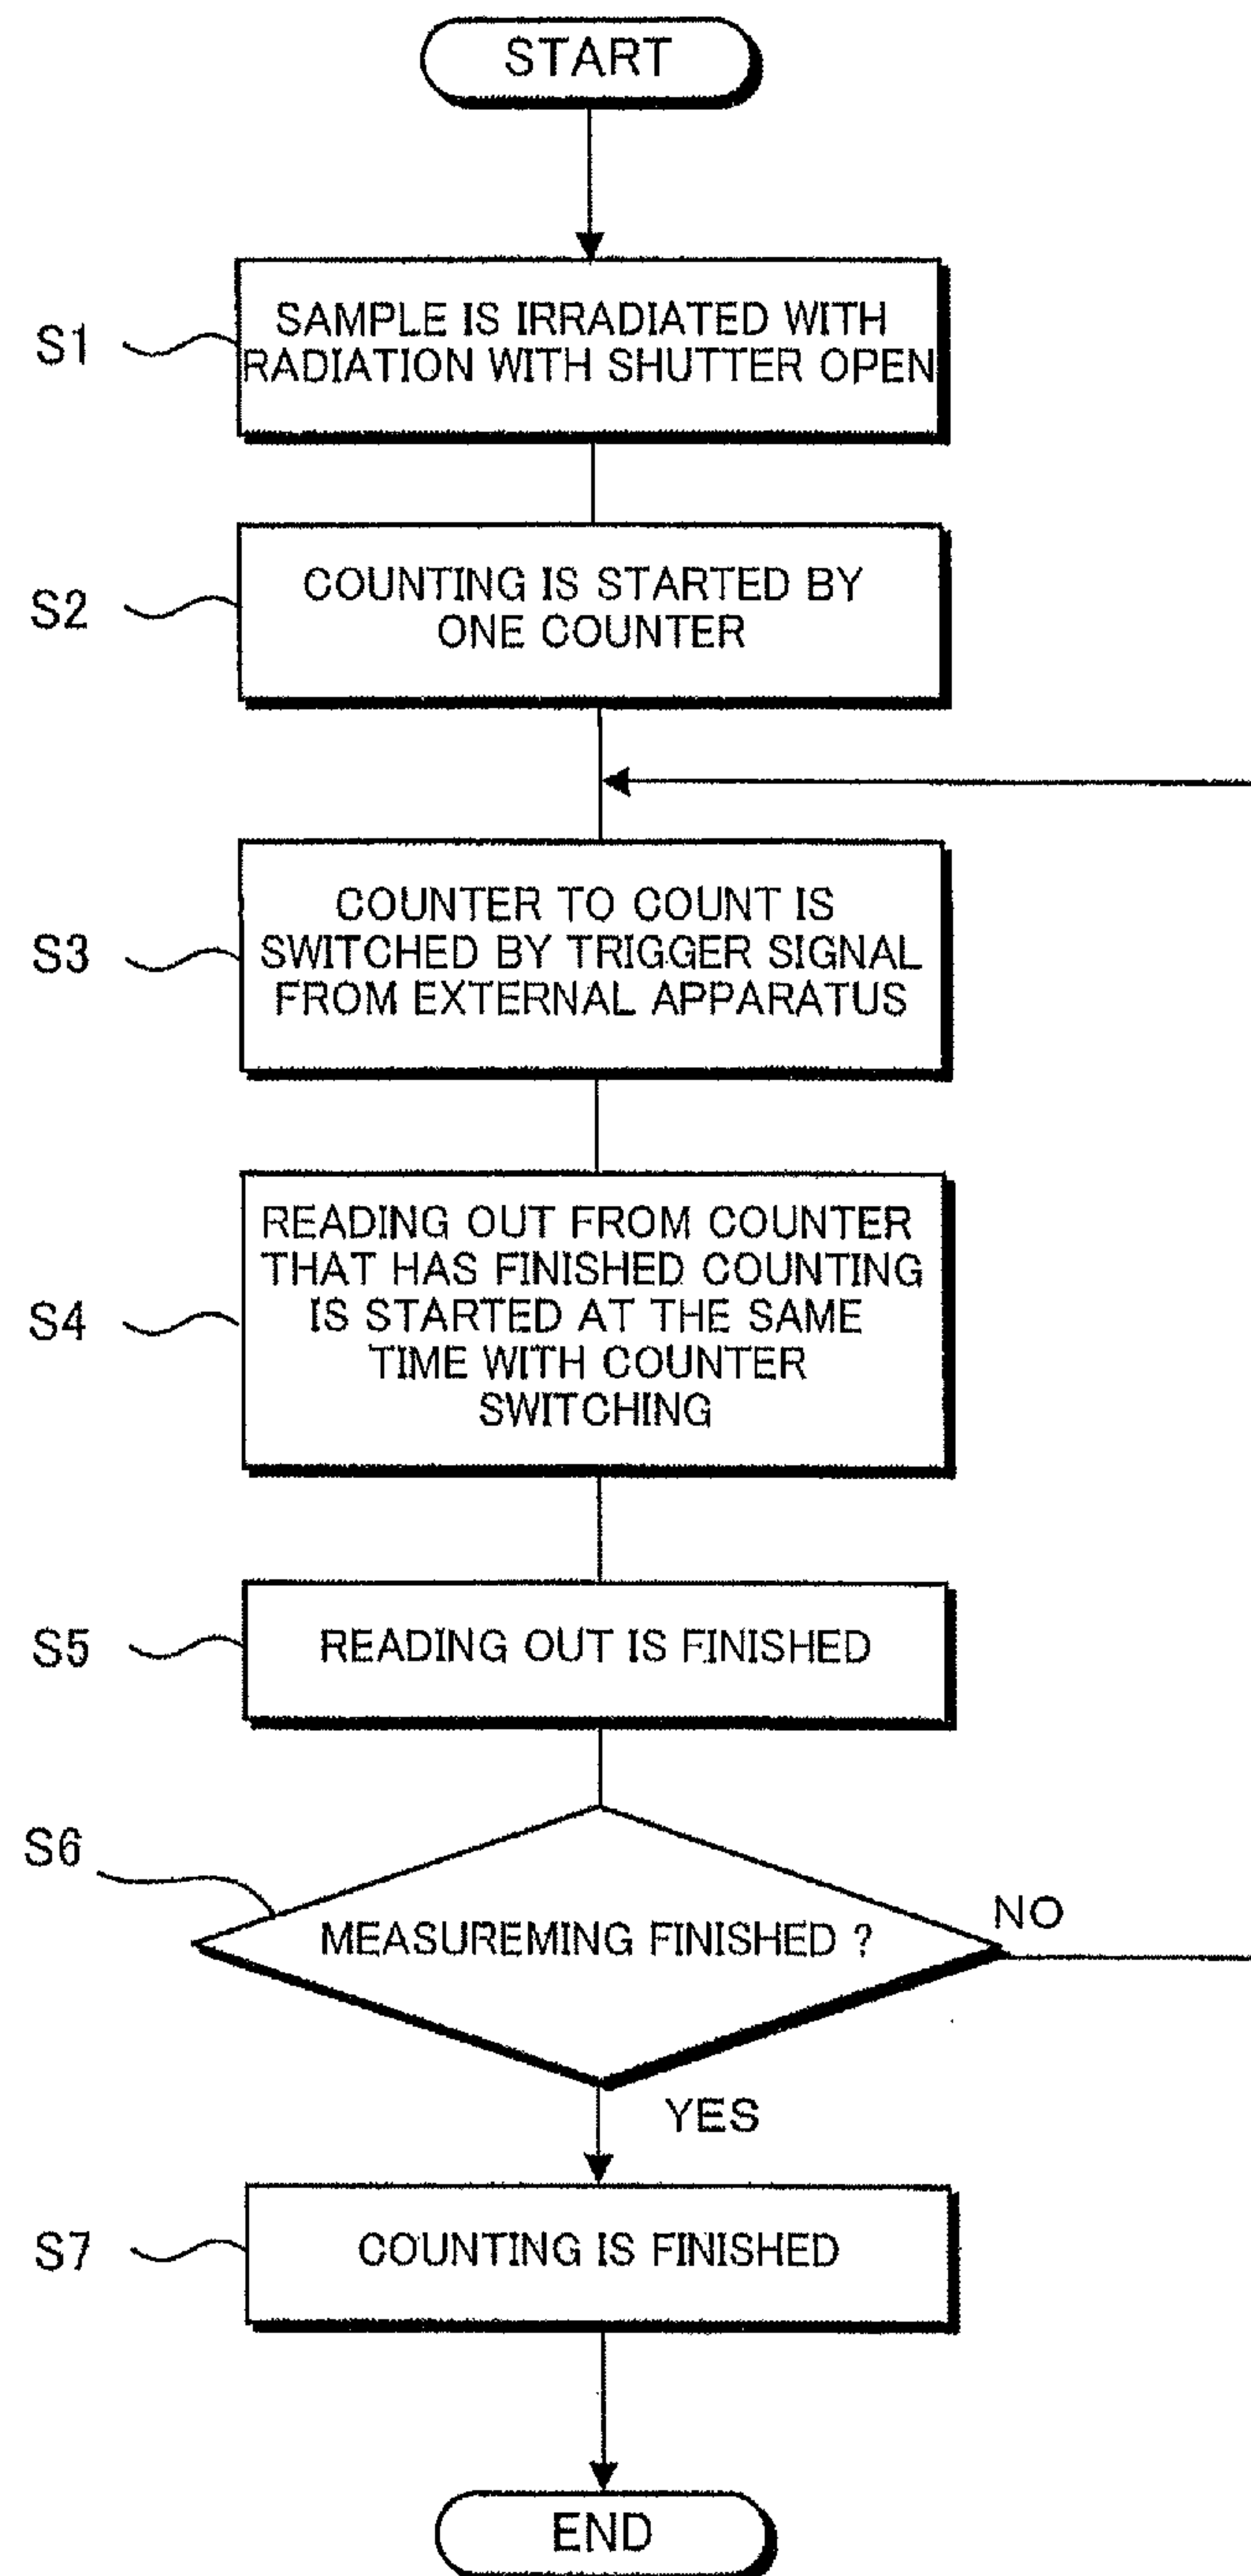 START
S1
SAMPLE IS IRRADIATED WITH
RADIATION WITH SHUTTER OPEN
S2
COUNTING IS STARTED BY
ONE COUNTER
S3
COUNTER TO COUNT IS
SWITCHED BY TRIGGER SIGNAL
FROM EXTERNAL APPARATUS
S4
READING OUT FROM COUNTER
THAT HAS FINISHED COUNTING
IS STARTED AT THE SAME
TIME WITH COUNTER
SWITCHING
S5
READING OUT IS FINISHED
S6
MEASUREMING FINISHED ?
NO
YES
S7
COUNTING IS FINISHED
END